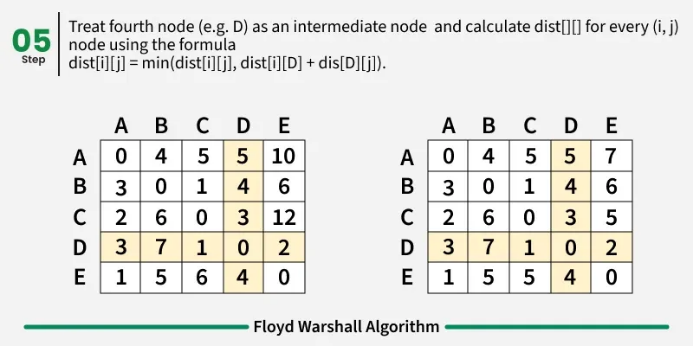 05
Step
Treat fourth node (e.g. D) as an intermediate node and calculate dist[][] for every (i, j)
node using the formula
dist[i][j] = min(dist[i][j], dist[i][D] + dis[D][j]).
A B C D E
A 0 4 5 5 10
B 3 0 1 4 6
C 2 6 0 3 12
D 3 7 1 0 2
E 1 5 6 4 0
A B C D E
A 0 4 5 5 7
B 3 0 1 4 6
C 2 6 0 3 5
D 3 7 1 0 2
E 1 5 5 4 0
Floyd Warshall Algorithm